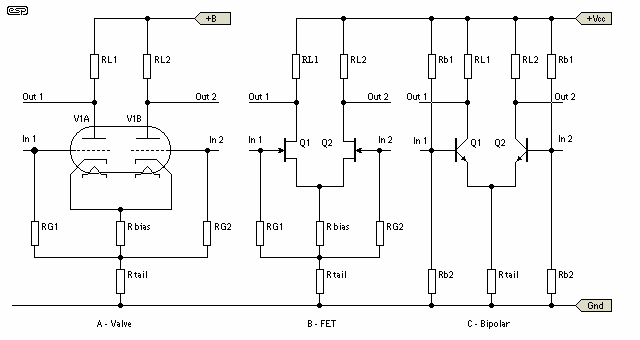 esp
+B
+Vcc
RL1 RL2 RL1 RL2 Rb1 RL1 RL2 Rb1
Out 1 Out 2 Out 1 Out 2 Out 1 Out 2
V1A V1B
In 1 In 2 In 1 Q1 Q2 In 2 In 1 Q1 Q2 In 2
RG1 R bias RG2 RG1 R bias RG2
R tail R tail Rb2 R tail Rb2
Gnd
A - Valve B - FET C - Bipolar